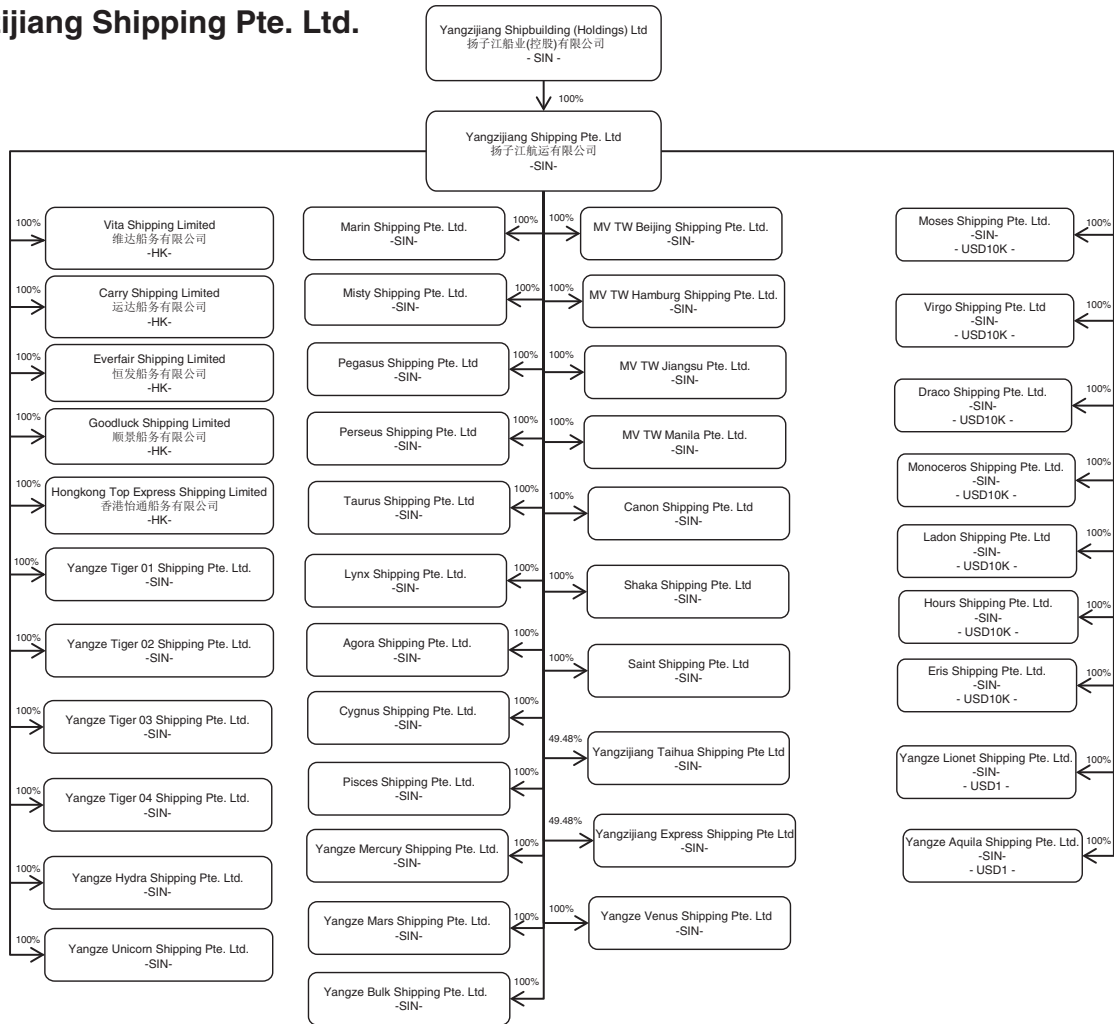 ijiang Shipping Pte. Ltd.
Yangzijiang Shipbuilding (Holdings) Ltd
扬子江船业(控股)有限公司
- SIN -
100%
Yangzijiang Shipping Pte. Ltd
扬子江航运有限公司
-SIN-
100%
Vita Shipping Limited
维达船务有限公司
-HK-
100%
Carry Shipping Limited
运达船务有限公司
-HK-
100%
Everfair Shipping Limited
恒发船务有限公司
-HK-
100%
Goodluck Shipping Limited
顺景船务有限公司
-HK-
100%
Hongkong Top Express Shipping Limited
香港怡通船务有限公司
-HK-
100%
Yangze Tiger 01 Shipping Pte. Ltd.
-SIN-
100%
Yangze Tiger 02 Shipping Pte. Ltd.
-SIN-
100%
Yangze Tiger 03 Shipping Pte. Ltd.
-SIN-
100%
Yangze Tiger 04 Shipping Pte. Ltd.
-SIN-
100%
Yangze Hydra Shipping Pte. Ltd.
-SIN-
100%
Yangze Unicorn Shipping Pte. Ltd.
-SIN-
Marin Shipping Pte. Ltd.
-SIN-
100%
Misty Shipping Pte. Ltd.
-SIN-
100%
Pegasus Shipping Pte. Ltd
-SIN-
100%
Perseus Shipping Pte. Ltd
-SIN-
100%
Taurus Shipping Pte. Ltd
-SIN-
100%
Lynx Shipping Pte. Ltd.
-SIN-
100%
Agora Shipping Pte. Ltd.
-SIN-
100%
Cygnus Shipping Pte. Ltd.
-SIN-
100%
Pisces Shipping Pte. Ltd.
-SIN-
100%
Yangze Mercury Shipping Pte. Ltd.
-SIN-
100%
Yangze Mars Shipping Pte. Ltd.
-SIN-
100%
Yangze Bulk Shipping Pte. Ltd.
-SIN-
100%
100%
MV TW Beijing Shipping Pte. Ltd.
-SIN-
100%
MV TW Hamburg Shipping Pte. Ltd.
-SIN-
100%
MV TW Jiangsu Pte. Ltd.
-SIN-
100%
MV TW Manila Pte. Ltd.
-SIN-
100%
Canon Shipping Pte. Ltd
-SIN-
100%
Shaka Shipping Pte. Ltd
-SIN-
100%
Saint Shipping Pte. Ltd
-SIN-
49.48%
Yangzijiang Taihua Shipping Pte Ltd
-SIN-
49.48%
Yangzijiang Express Shipping Pte Ltd
-SIN-
100%
Yangze Venus Shipping Pte. Ltd
-SIN-
Moses Shipping Pte. Ltd.
-SIN-
- USD10K -
100%
Virgo Shipping Pte. Ltd
-SIN-
- USD10K -
100%
Draco Shipping Pte. Ltd.
-SIN-
- USD10K -
100%
Monoceros Shipping Pte. Ltd.
-SIN-
- USD10K -
100%
Ladon Shipping Pte. Ltd
-SIN-
- USD10K -
100%
Hours Shipping Pte. Ltd.
-SIN-
- USD10K -
100%
Eris Shipping Pte. Ltd.
-SIN-
- USD10K -
100%
Yangze Lionet Shipping Pte. Ltd.
-SIN-
- USD1 -
100%
Yangze Aquila Shipping Pte. Ltd.
-SIN-
- USD1 -
100%